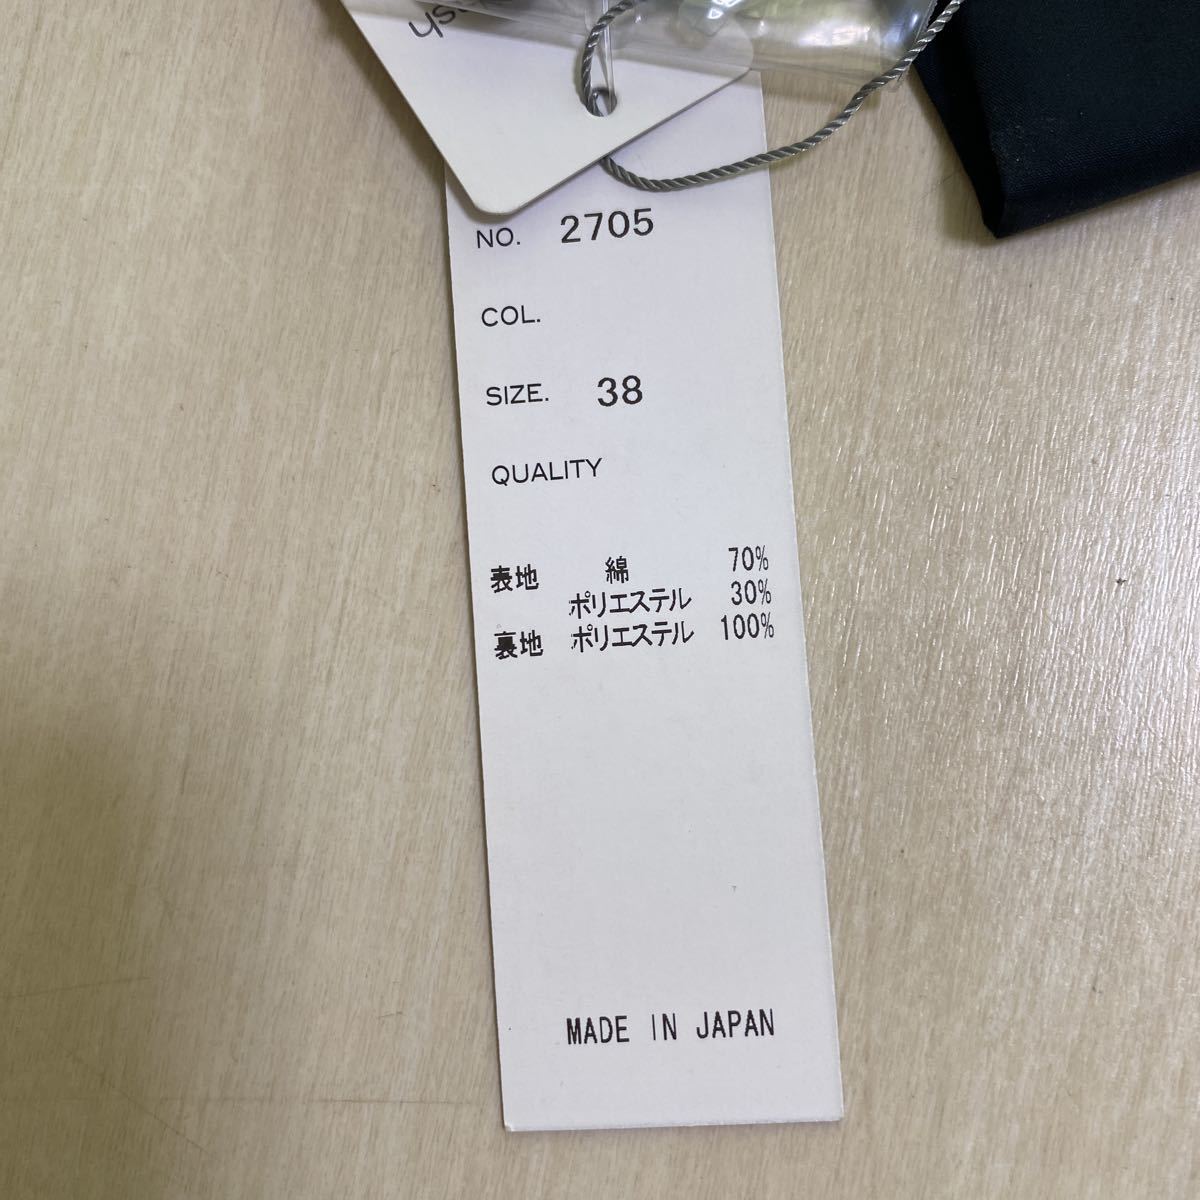 NO. 2705
COL.
SIZE. 38
QUALITY
表地 綿 70%
ポリエステル 30%
裏地 ポリエステル 100%
MADE IN JAPAN